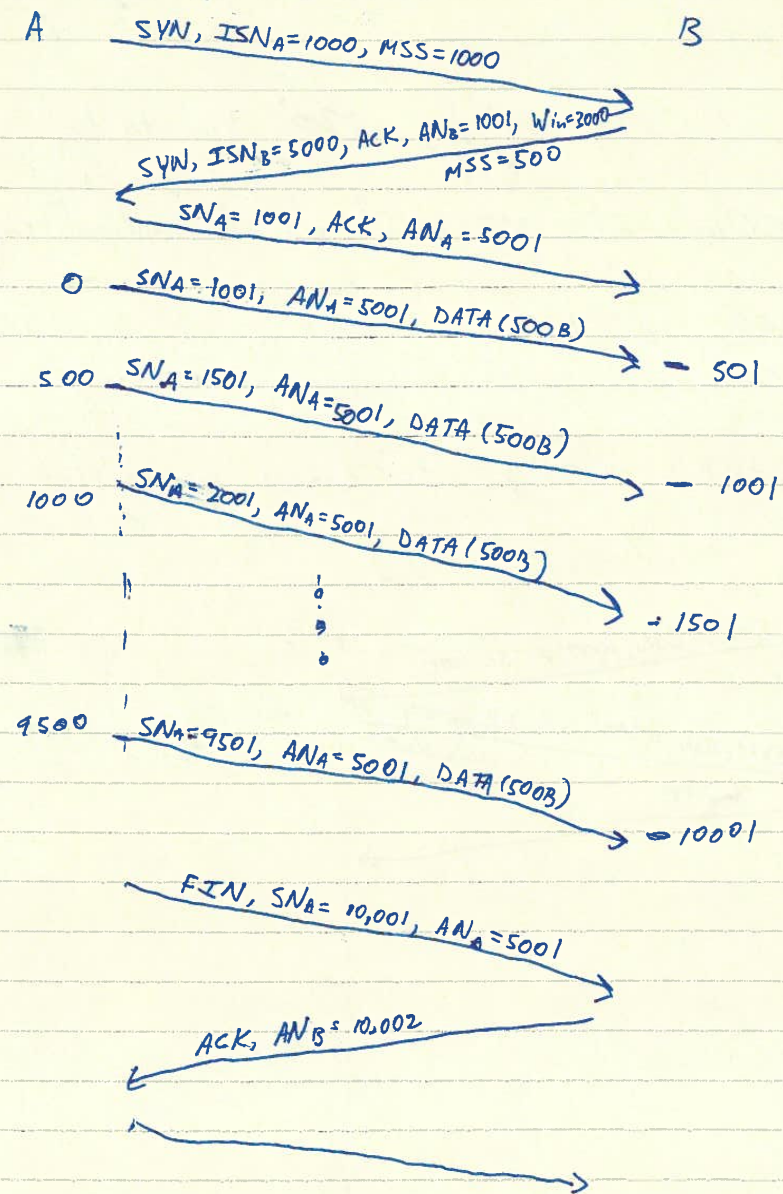 A SYN, ISNA=1000, MSS=1000 B
SYN, ISNB=5000, ACK, ANB=1001, Win=3000
MSS=500
SNA=1001, ACK, ANA=5001
0 SNA=1001, ANA=5001, DATA(500B) - 501
500 SNA=1501, ANA=5001, DATA (500B) - 1001
1000 SNA=2001, ANA=5001, DATA (500B) - 1501
9500 SNA=9501, ANA=5001, DATA (500B) - 10001
FIN, SNA=10,001, ANA=5001
ACK, ANB=10,002